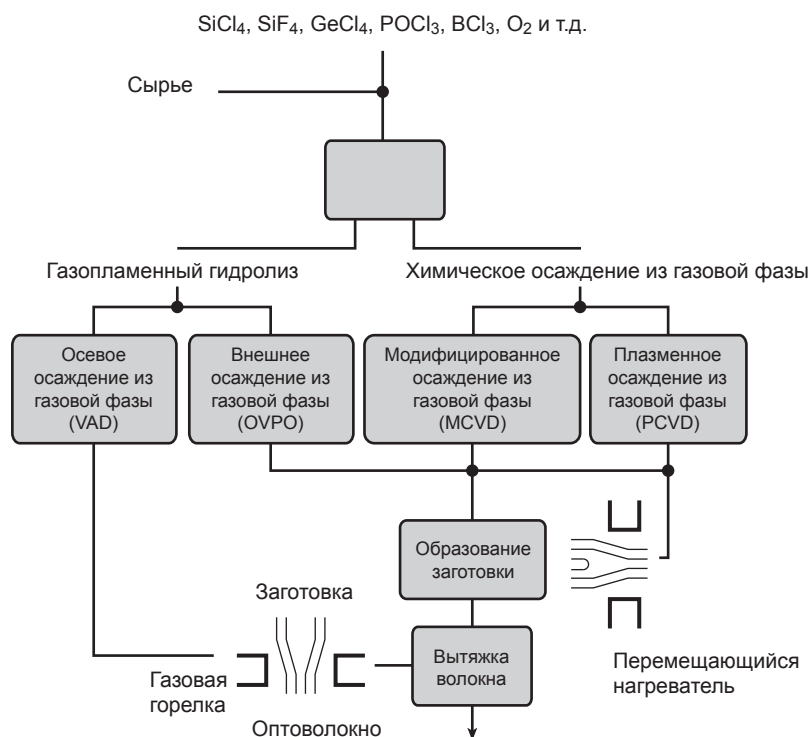 SiCl₄, SiF₄, GeCl₄, POCl₃, BCl₃, O₂ и т.д.
Сырье
Газопламенный гидролиз
Химическое осаждение из газовой фазы
Осевое
осаждение из
газовой фазы
(VAD)
Внешнее
осаждение из
газовой фазы
(OVPO)
Модифицированное
осаждение из
газовой фазы
(MCVD)
Плазменное
осаждение из
газовой фазы
(PCVD)
Образование
заготовки
Заготовка
Вытяжка
волокна
Перемещающийся
нагреватель
Газовая
горелка
Оптоволокно